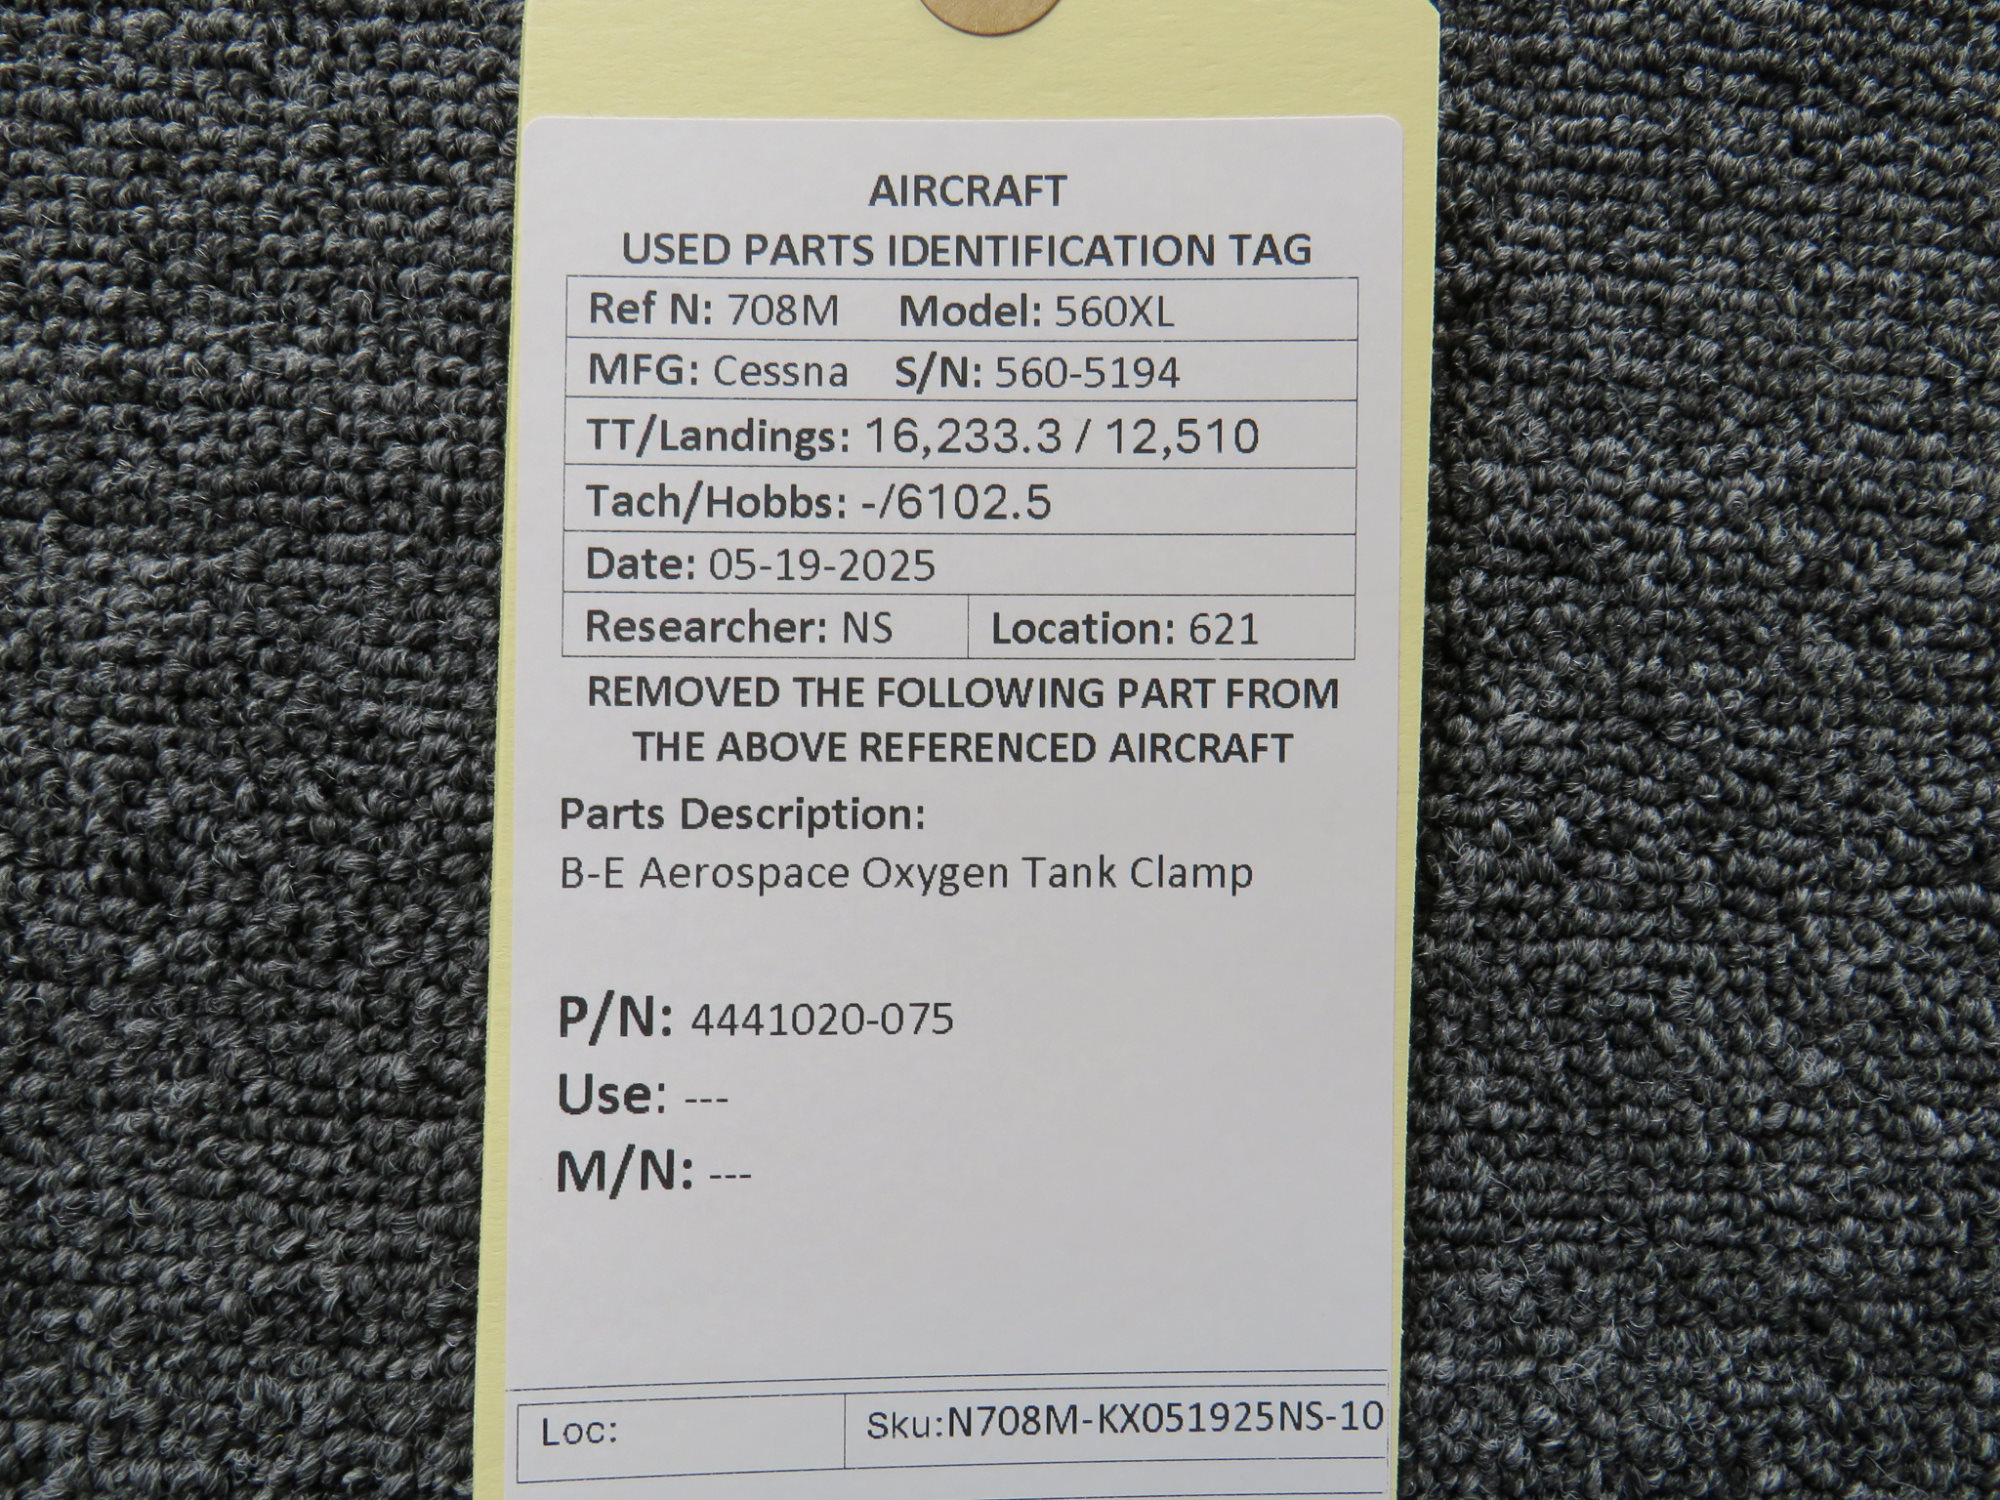 AIRCRAFT
USED PARTS IDENTIFICATION TAG
Ref N: 708M Model: 560XL
MFG: Cessna S/N: 560-5194
TT/Landings: 16,233.3 / 12,510
Tach/Hobbs: -/6102.5
Date: 05-19-2025
Researcher: NS Location: 621
REMOVED THE FOLLOWING PART FROM
THE ABOVE REFERENCED AIRCRAFT
Parts Description:
B-E Aerospace Oxygen Tank Clamp
P/N: 4441020-075
Use: ---
M/N: ---
Loc: Sku:N708M-KX051925NS-10